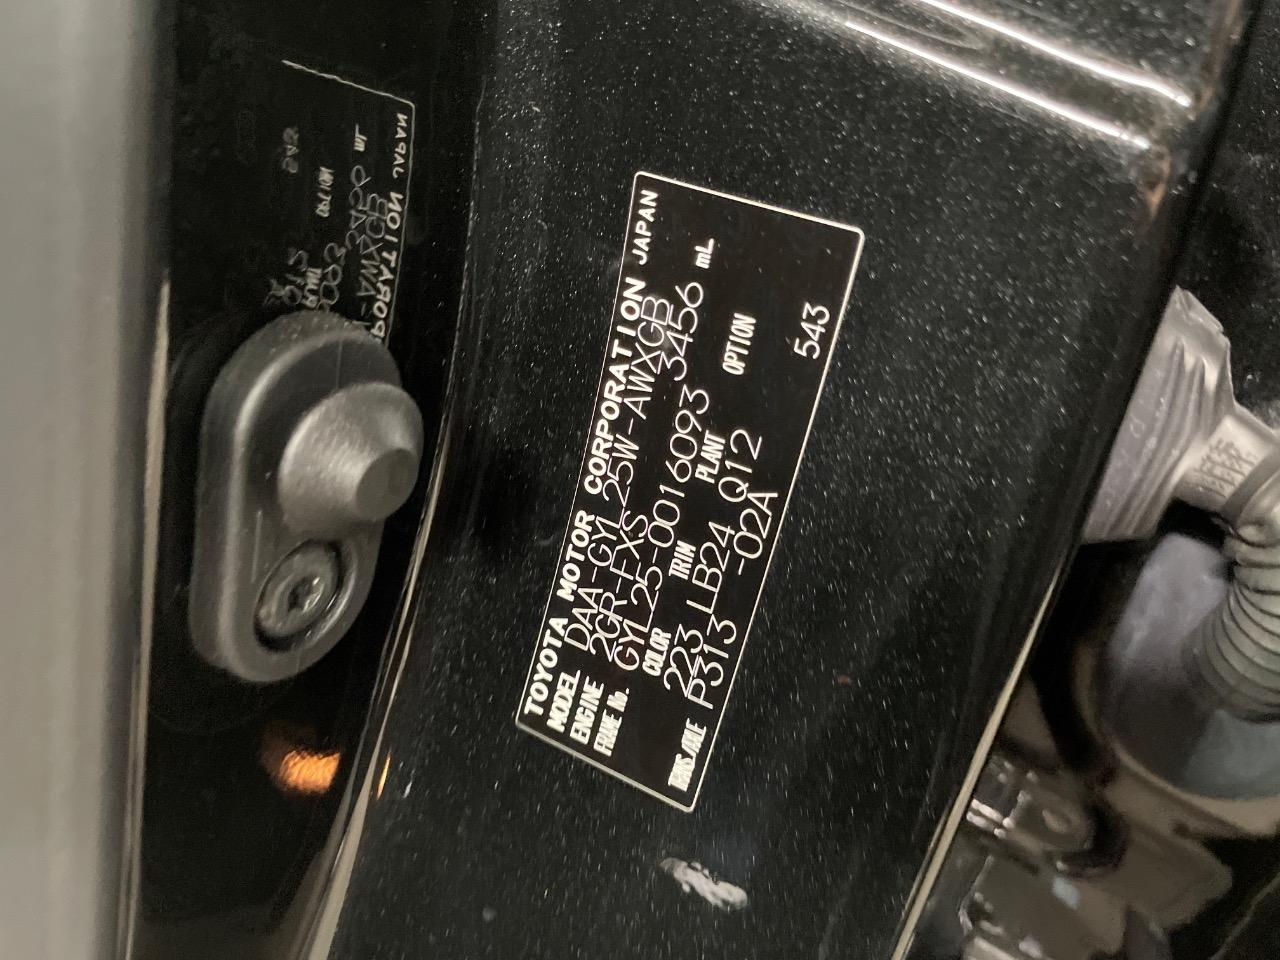 TOYOTA MOTOR CORPORATION JAPAN
MODEL DAA-GYL25W-AWXGB
ENGINE 2GR-FXS 3456 mL
FRAME No. GYL25-0016093
COLOR TRIM PLANT OPTION
223 LB24 Q12 543
TRANS/AXLE P313 -02A